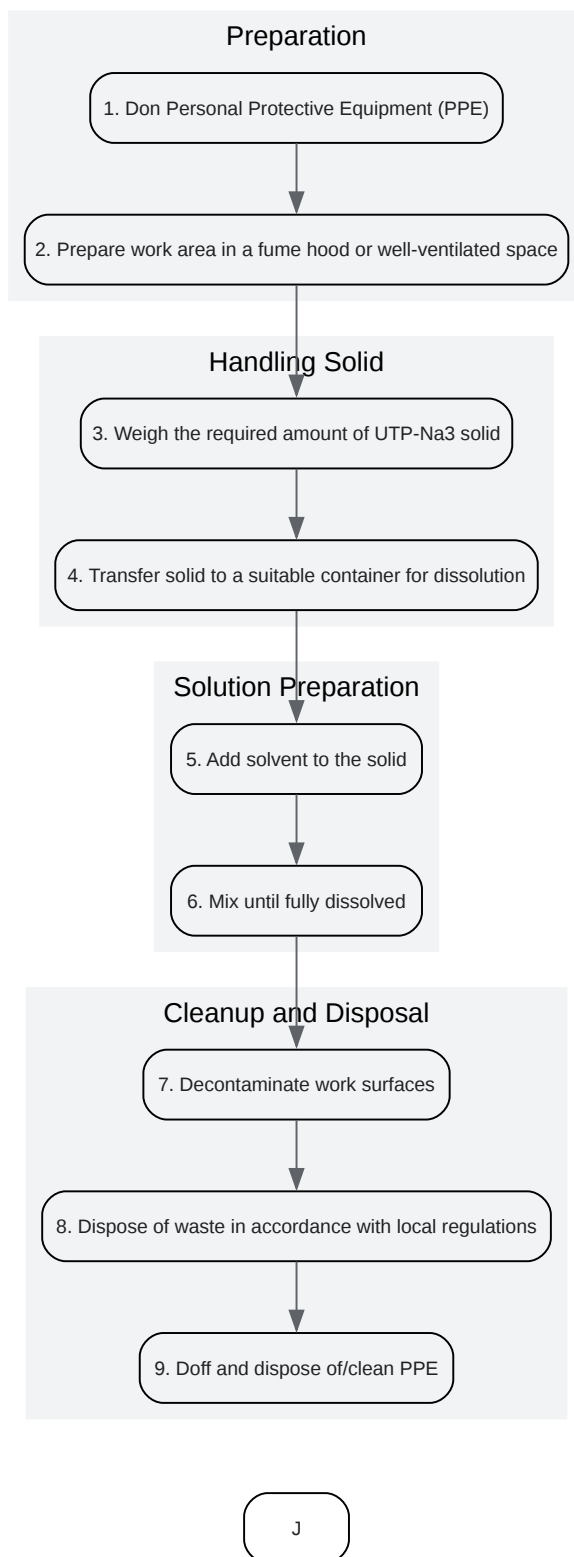 Preparation
1. Don Personal Protective Equipment (PPE)
2. Prepare work area in a fume hood or well-ventilated space
Handling Solid
3. Weigh the required amount of UTP-Na3 solid
4. Transfer solid to a suitable container for dissolution
Solution Preparation
5. Add solvent to the solid
6. Mix until fully dissolved
Cleanup and Disposal
7. Decontaminate work surfaces
8. Dispose of waste in accordance with local regulations
9. Doff and dispose of/clean PPE
J